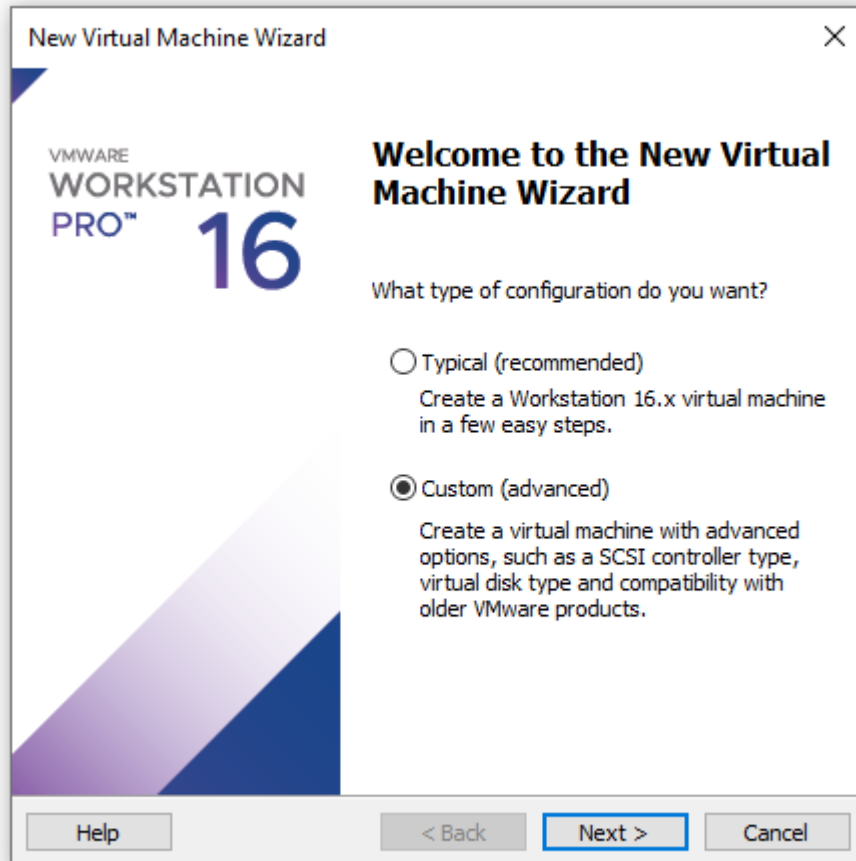 New Virtual Machine Wizard
VMWARE
WORKSTATION
PRO™ 16
Welcome to the New Virtual
Machine Wizard
What type of configuration do you want?
Typical (recommended)
Create a Workstation 16.x virtual machine
in a few easy steps.
Custom (advanced)
Create a virtual machine with advanced
options, such as a SCSI controller type,
virtual disk type and compatibility with
older VMware products.
Help
< Back
Next >
Cancel